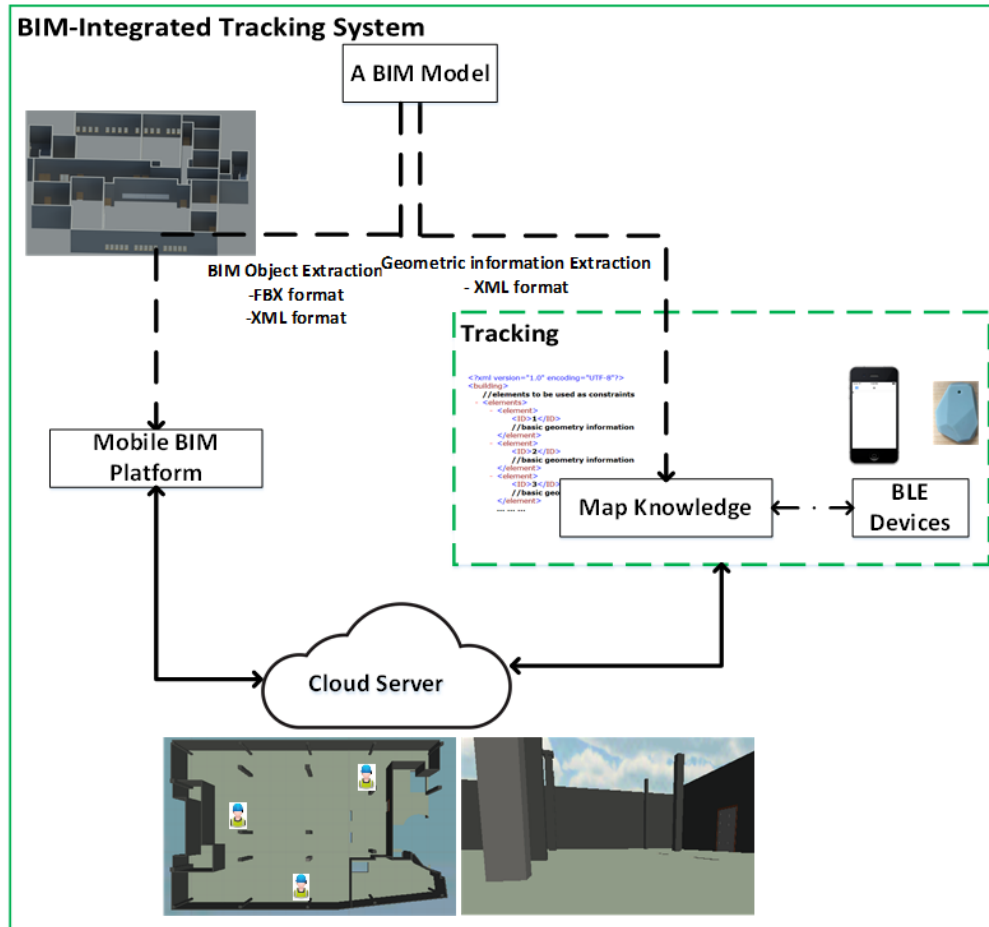 BIM-Integrated Tracking System
A BIM Model
BIM Object Extraction
-FBX format
-XML format
Geometric information Extraction
- XML format
Tracking
<?xml version="1.0" encoding="UTF-8"?>
<building>
//elements to be used as constraints
- <elements>
- <element>
<ID>1</ID>
//basic geometry information
</element>
- <element>
<ID>2</ID>
//basic geometry information
</element>
- <element>
<ID>3</ID>
//basic geo
</element>
... ... ...
Mobile BIM
Platform
Map Knowledge
BLE
Devices
Cloud Server